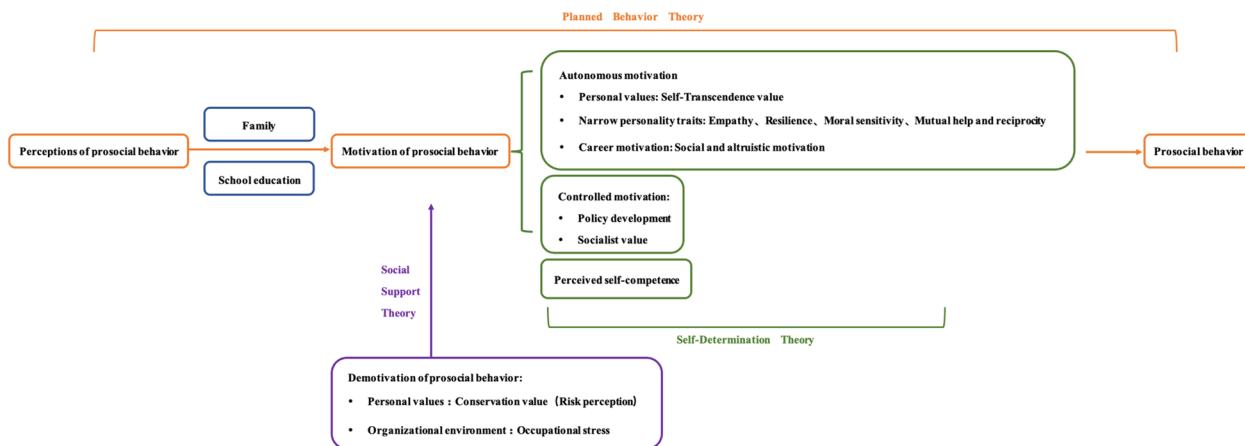 Planned Behavior Theory
Autonomous motivation
• Personal values: Self-Transcendence value
• Narrow personality traits: Empathy、Resilience、Moral sensitivity、Mutual help and reciprocity
• Career motivation: Social and altruistic motivation
Family
Perceptions of prosocial behavior
Motivation of prosocial behavior
Prosocial behavior
School education
Controlled motivation:
• Policy development
• Socialist value
Perceived self-competence
Social
Support
Theory
Self-Determination Theory
Demotivation of prosocial behavior:
• Personal values：Conservation value（Risk perception）
• Organizational environment：Occupational stress